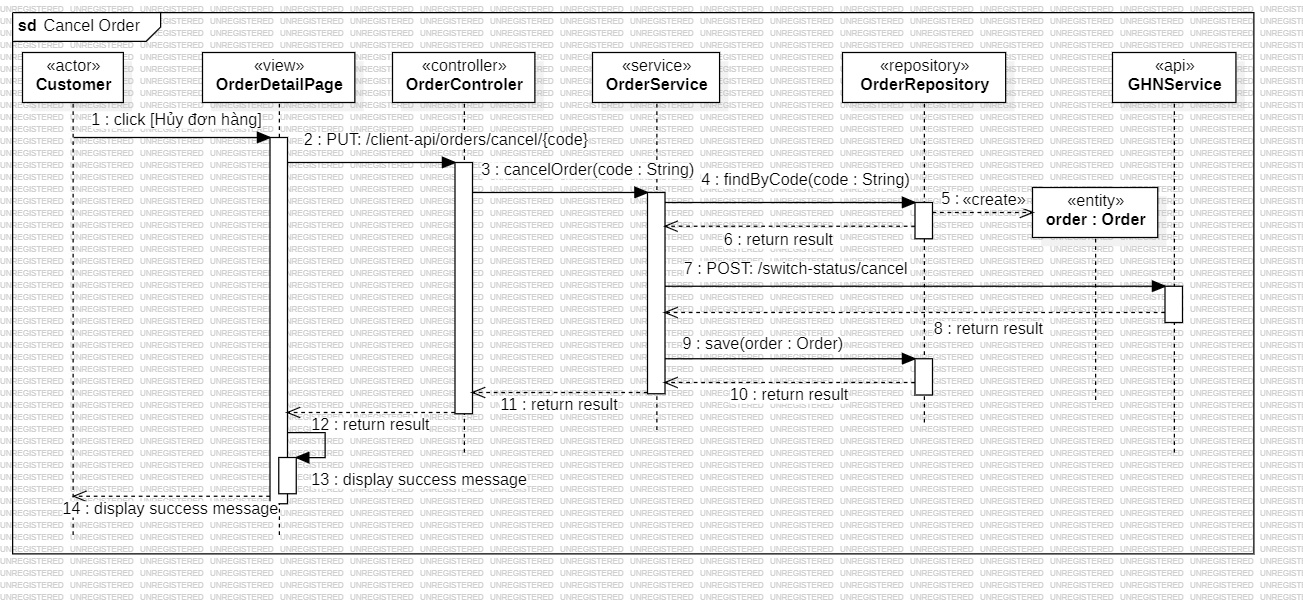 sd Cancel Order
«actor»
Customer
«view»
OrderDetailPage
«controller»
OrderControler
«service»
OrderService
«repository»
OrderRepository
«api»
GHNService
1 : click [Hủy đơn hàng]
2 : PUT: /client-api/orders/cancel/{code}
3 : cancelOrder(code : String)
4 : findByCode(code : String)
5 : «create»
«entity»
order : Order
6 : return result
7 : POST: /switch-status/cancel
8 : return result
9 : save(order : Order)
10 : return result
11 : return result
12 : return result
13 : display success message
14 : display success message
UNREGISTERED